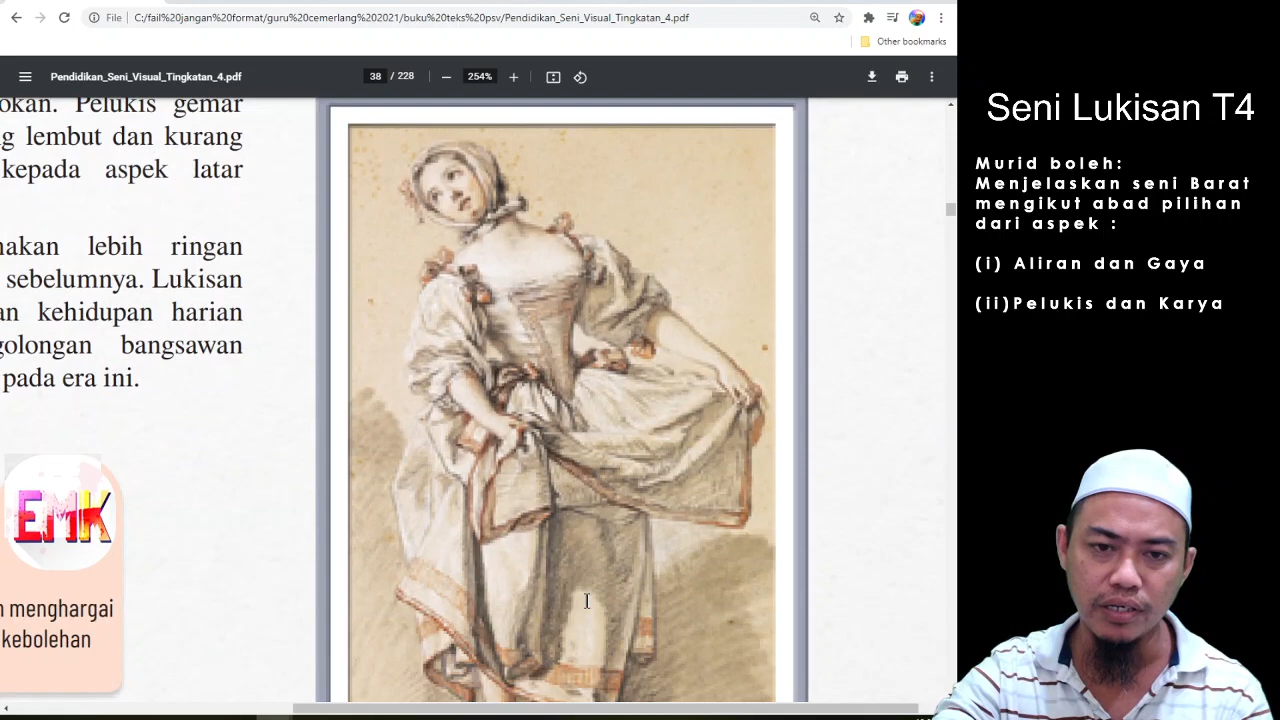 File C:/fail%20jangan%20format/guru%20cemerlang%202021/buku%20teks%20psv/Pendidikan_Seni_Visual_Tingkatan_4.pdf
Other bookmarks
Pendidikan_Seni_Visual_Tingkatan_4.pdf
38 / 228
254%
okan. Pelukis gemar
g lembut dan kurang
kepada aspek latar
nakan lebih ringan
sebelumnya. Lukisan
an kehidupan harian
golongan bangsawan
pada era ini.
EMK
n menghargai
kebolehan
Seni Lukisan T4
Murid boleh:
Menjelaskan seni Barat
mengikut abad pilihan
dari aspek :
(i) Aliran dan Gaya
(ii)Pelukis dan Karya